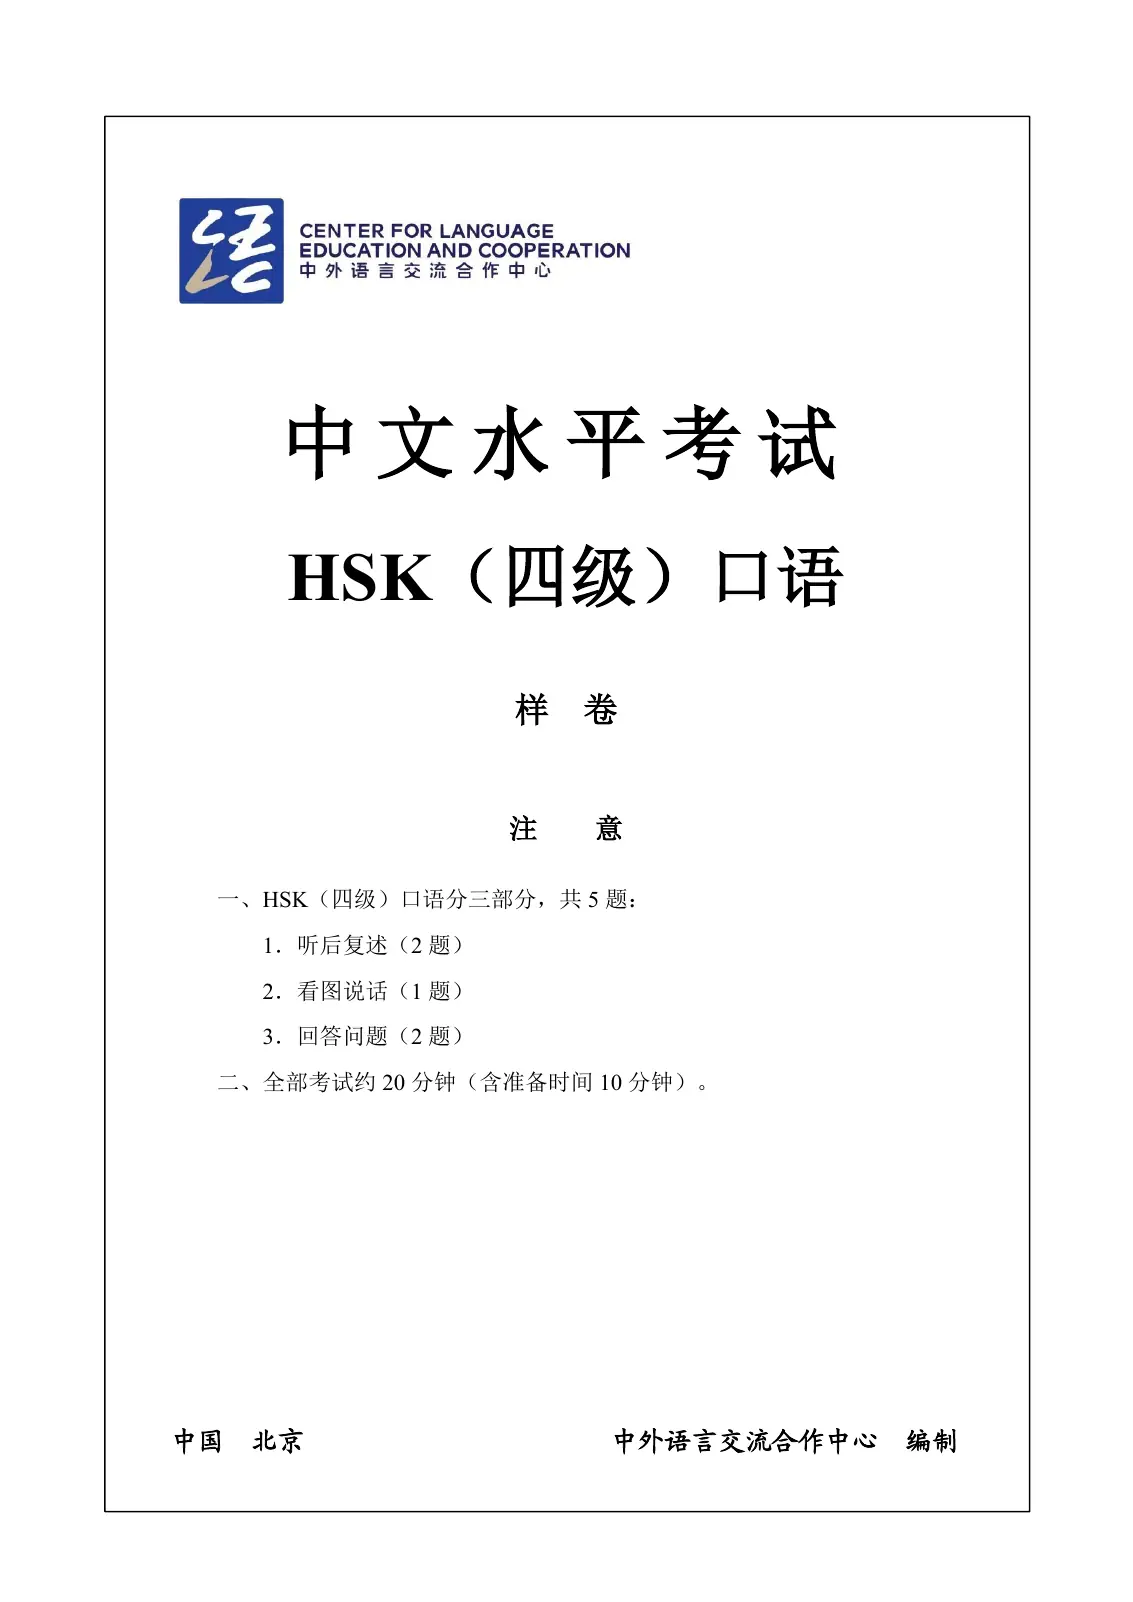 CENTER FOR LANGUAGE
EDUCATION AND COOPERATION
中外语言交流合作中心
中文水平考试
HSK（四级）口语
样 卷
注 意
一、HSK（四级）口语分三部分，共 5 题：
1．听后复述（2 题）
2．看图说话（1 题）
3．回答问题（2 题）
二、全部考试约 20 分钟（含准备时间 10 分钟）。
中国 北京 中外语言交流合作中心 编制